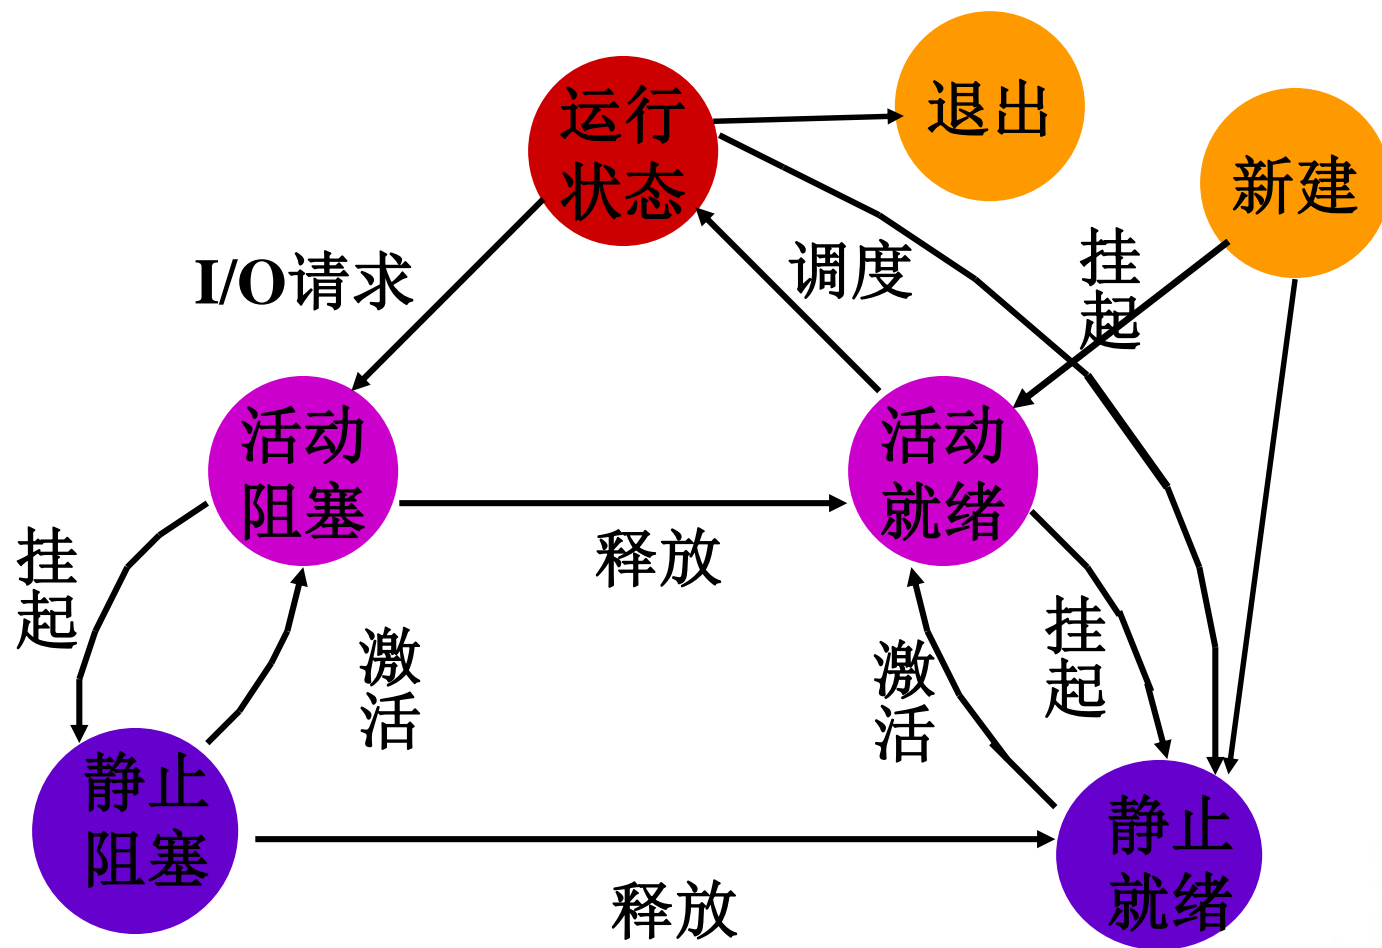 退出
运行
状态
新建
I/O请求
调度
挂
起
活动
阻塞
活动
就绪
释放
挂
起
激
活
激
活
挂
起
静止
阻塞
静止
就绪
释放